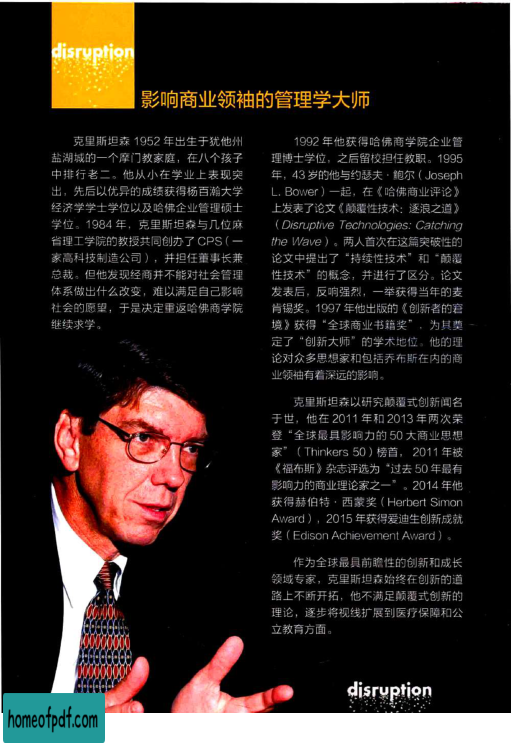 disruption
影响商业领袖的管理学大师
克里斯坦森 1952 年出生于犹他州
盐湖城的一个摩门教家庭，在八个孩子
中排行老二。他从小在学业上表现突
出，先后以优异的成绩获得杨百瀚大学
经济学学士学位以及哈佛企业管理硕士
学位。1984 年，克里斯坦森与几位麻
省理工学院的教授共同创办了 CPS（一
家高科技制造公司），并担任董事长兼
总裁。但他发现经商并不能对社会管理
体系做出什么改变，难以满足自己影响
社会的愿望，于是决定重返哈佛商学院
继续求学。
1992 年他获得哈佛商学院企业管
理博士学位，之后留校担任教职。1995
年，43 岁的他与约瑟夫·鲍尔（Joseph
L. Bower）一起，在《哈佛商业评论》
上发表了论文《颠覆性技术：逐浪之道》
（Disruptive Technologies: Catching
the Wave）。两人首次在这篇突破性的
论文中提出了“持续性技术”和“颠覆
性技术”的概念，并进行了区分。论文
发表后，反响强烈，一举获得当年的麦
肯锡奖。1997 年他出版的《创新者的窘
境》获得“全球商业书籍奖”，为其奠
定了“创新大师”的学术地位。他的理
论对众多思想家和包括乔布斯在内的商
业领袖有着深远的影响。
克里斯坦森以研究颠覆式创新闻名
于世，他在 2011 年和 2013 年两次荣
登“全球最具影响力的 50 大商业思想
家”（Thinkers 50）榜首，2011 年被
《福布斯》杂志评选为“过去 50 年最有
影响力的商业理论家之一”。2014 年他
获得赫伯特·西蒙奖（Herbert Simon
Award），2015 年获得爱迪生创新成就
奖（Edison Achievement Award）。
作为全球最具前瞻性的创新和成长
领域专家，克里斯坦森始终在创新的道
路上不断开拓，他不满足颠覆式创新的
理论，逐步将视线扩展到医疗保障和公
立教育方面。
disruption
homeofpdf.com